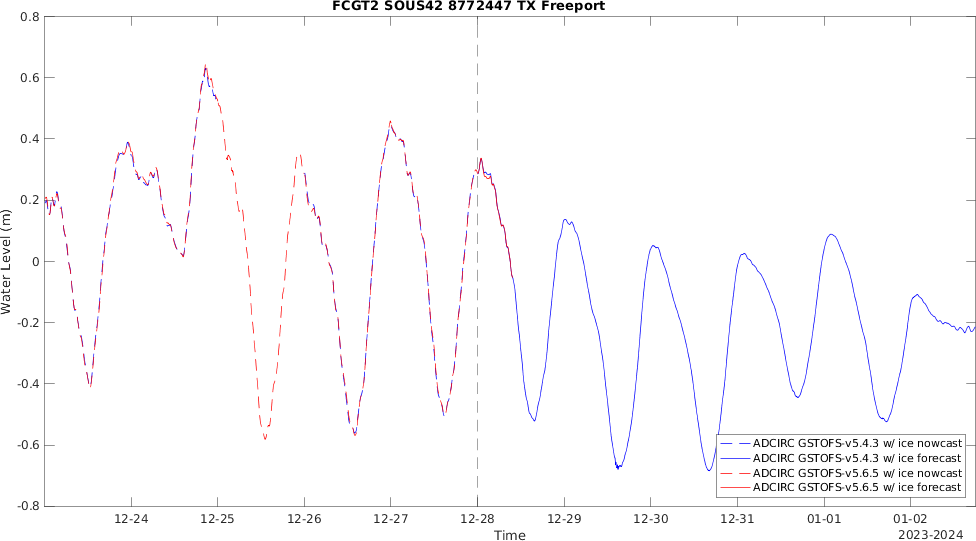 FCGT2 SOUS42 8772447 TX Freeport
Water Level (m)
0.8
0.6
0.4
0.2
0
-0.2
-0.4
-0.6
-0.8
ADCIRC GSTOFS-v5.4.3 w/ ice nowcast
ADCIRC GSTOFS-v5.4.3 w/ ice forecast
ADCIRC GSTOFS-v5.6.5 w/ ice nowcast
ADCIRC GSTOFS-v5.6.5 w/ ice forecast
12-24 12-25 12-26 12-27 12-28 12-29 12-30 12-31 01-01 01-02
Time
2023-2024